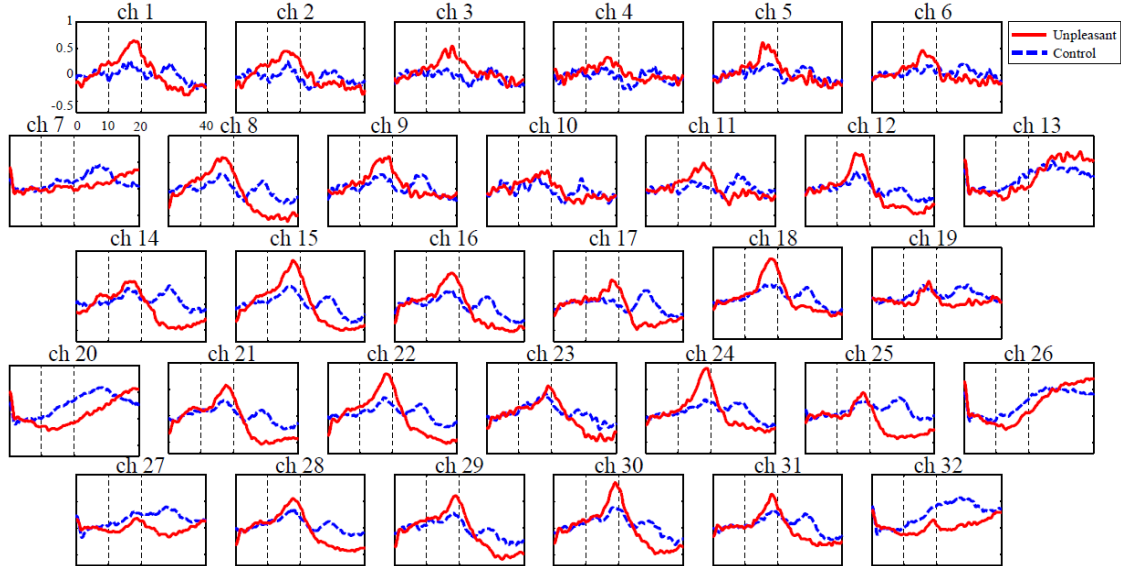 ch 1 ch 2 ch 3 ch 4 ch 5 ch 6
1
0.5
0
-0.5
Unpleasant
Control
0 10 20 40
ch 7 ch 8 ch 9 ch 10 ch 11 ch 12 ch 13
ch 14 ch 15 ch 16 ch 17 ch 18 ch 19
ch 20 ch 21 ch 22 ch 23 ch 24 ch 25 ch 26
ch 27 ch 28 ch 29 ch 30 ch 31 ch 32